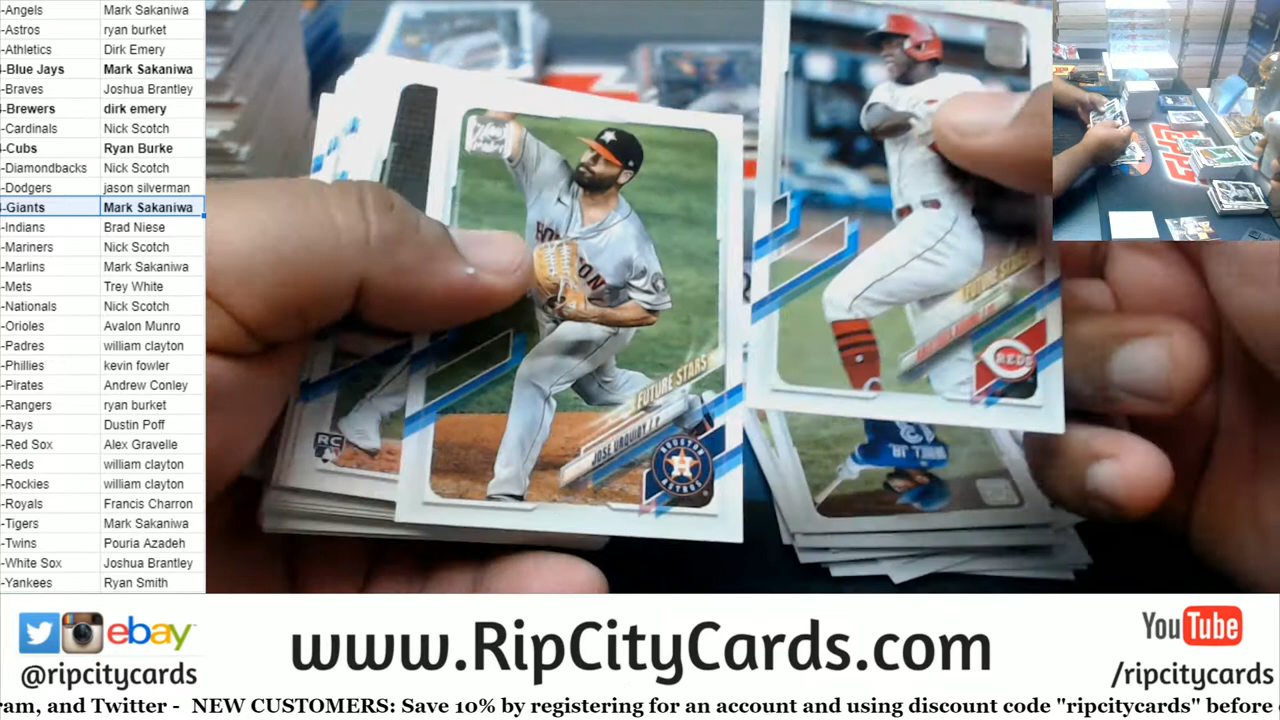 -Angels Mark Sakaniwa
-Astros ryan burket
-Athletics Dirk Emery
-Blue Jays Mark Sakaniwa
-Braves Joshua Brantley
-Brewers dirk emery
-Cardinals Nick Scotch
-Cubs Ryan Burke
-Diamondbacks Nick Scotch
-Dodgers jason silverman
-Giants Mark Sakaniwa
-Indians Brad Niese
-Mariners Nick Scotch
-Marlins Mark Sakaniwa
-Mets Trey White
-Nationals Nick Scotch
-Orioles Avalon Munro
-Padres william clayton
-Phillies kevin fowler
-Pirates Andrew Conley
-Rangers ryan burket
-Rays Dustin Poff
-Red Sox Alex Gravelle
-Reds william clayton
-Rockies william clayton
-Royals Francis Charron
-Tigers Mark Sakaniwa
-Twins Pouria Azadeh
-White Sox Joshua Brantley
-Yankees Ryan Smith
RC
FUTURE STARS
JOSE URQUIDY | P
HOUSTON
ASTROS
FUTURE STARS
REDS
TOPPS
ebay
@ripcitycards
www.RipCityCards.com
YouTube
/ripcitycards
ram, and Twitter - NEW CUSTOMERS: Save 10% by registering for an account and using discount code "ripcitycards" before